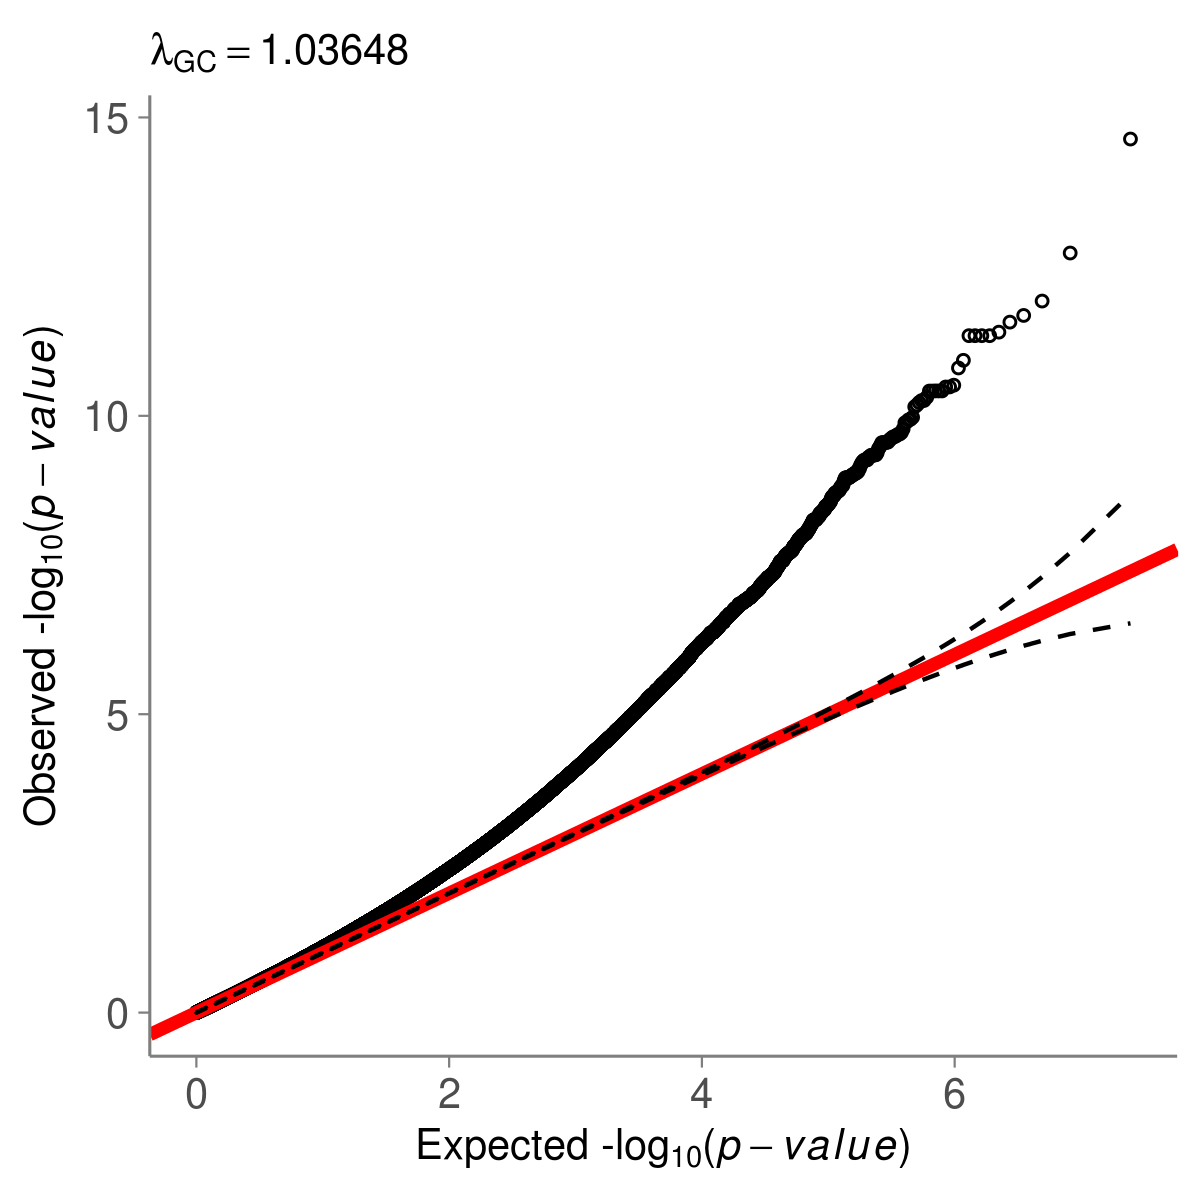 λGC = 1.03648
15
10
5
0
Observed -log10(p − value)
0 2 4 6
Expected -log10(p − value)